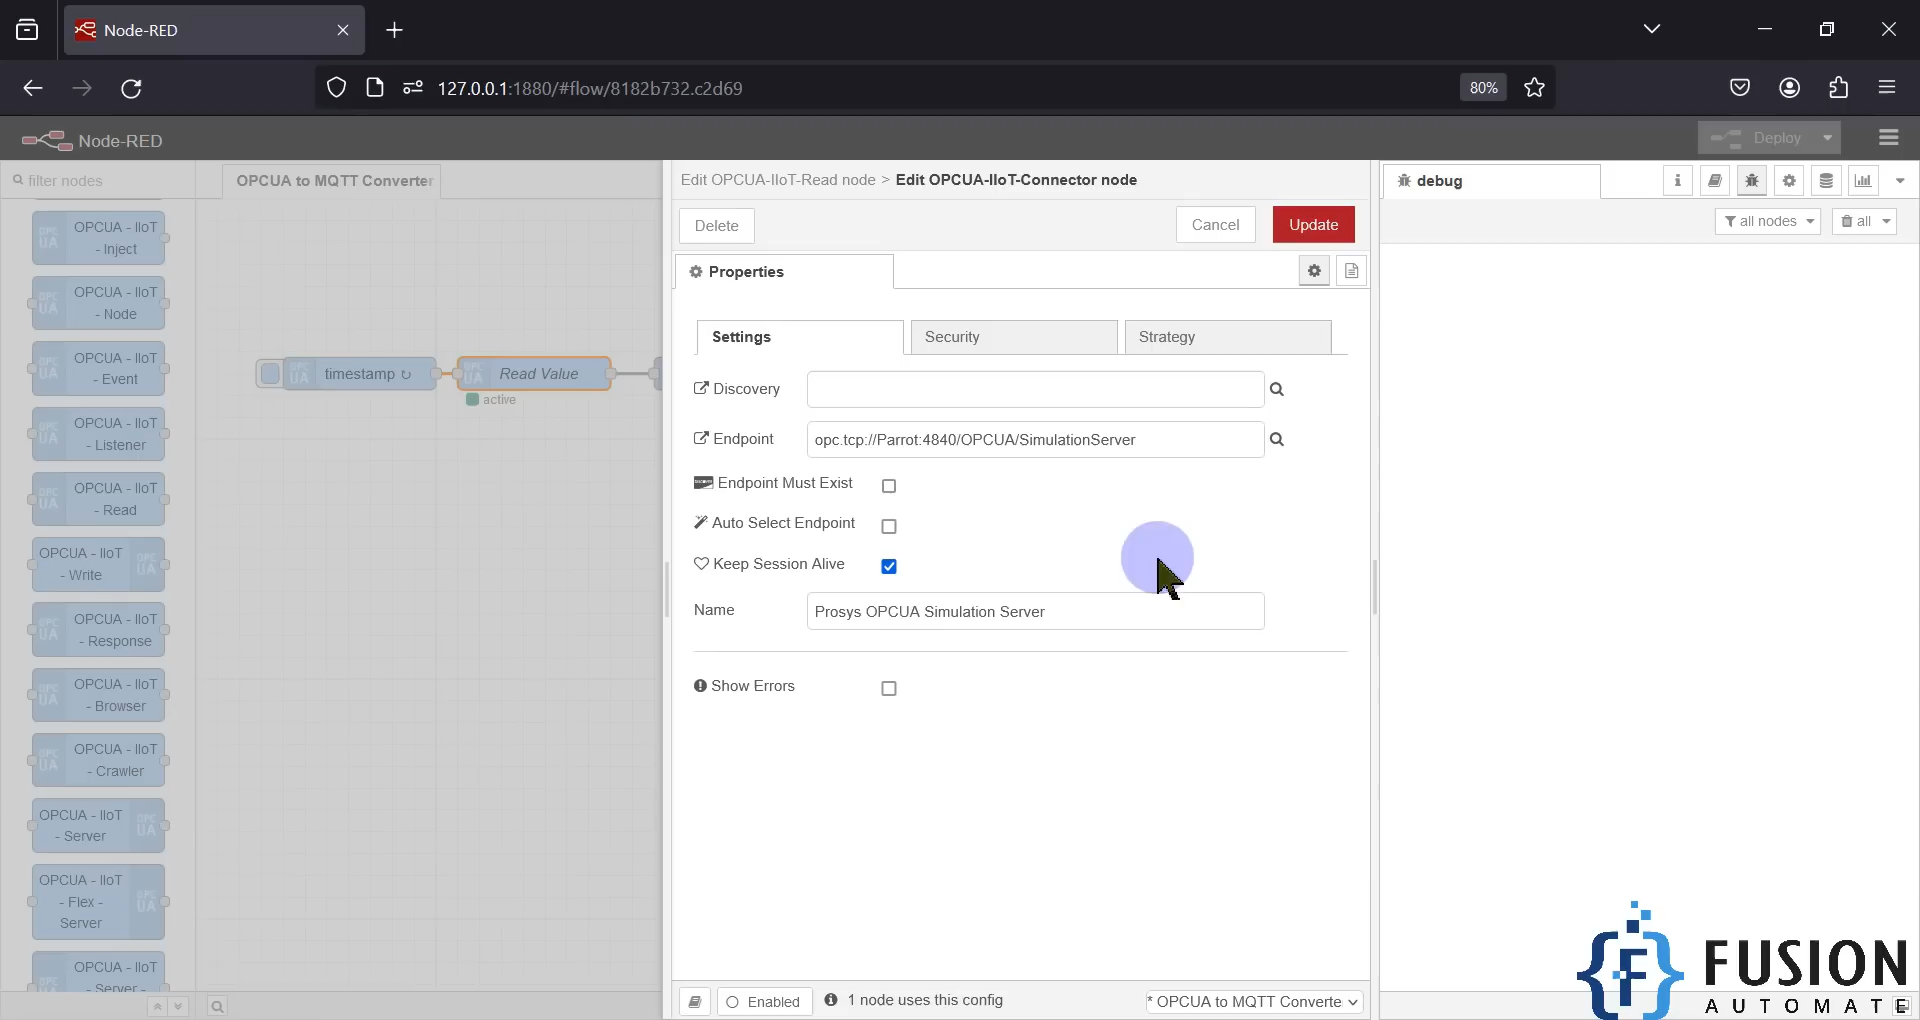 Node-RED
127.0.0.1:1880/#flow/8182b732.c2d69
80%
Node-RED
Deploy
filter nodes
OPCUA to MQTT Converter
Edit OPCUA-IIoT-Read node > Edit OPCUA-IIoT-Connector node
debug
Delete
Cancel
Update
all nodes
all
Properties
Settings
Security
Strategy
Discovery
Endpoint
opc.tcp://Parrot:4840/OPCUA/SimulationServer
Endpoint Must Exist
Auto Select Endpoint
Keep Session Alive
Name
Prosys OPCUA Simulation Server
Show Errors
OPCUA - IIoT
- Inject
OPCUA - IIoT
- Node
OPCUA - IIoT
- Event
OPCUA - IIoT
- Listener
OPCUA - IIoT
- Read
OPCUA - IIoT
- Write
OPCUA - IIoT
- Response
OPCUA - IIoT
- Browser
OPCUA - IIoT
- Crawler
OPCUA - IIoT
- Server
OPCUA - IIoT
- Flex -
Server
OPCUA - IIoT
- Server -
timestamp ↻
Read Value
active
Enabled
1 node uses this config
* OPCUA to MQTT Converte
FUSION
AUTOMATE